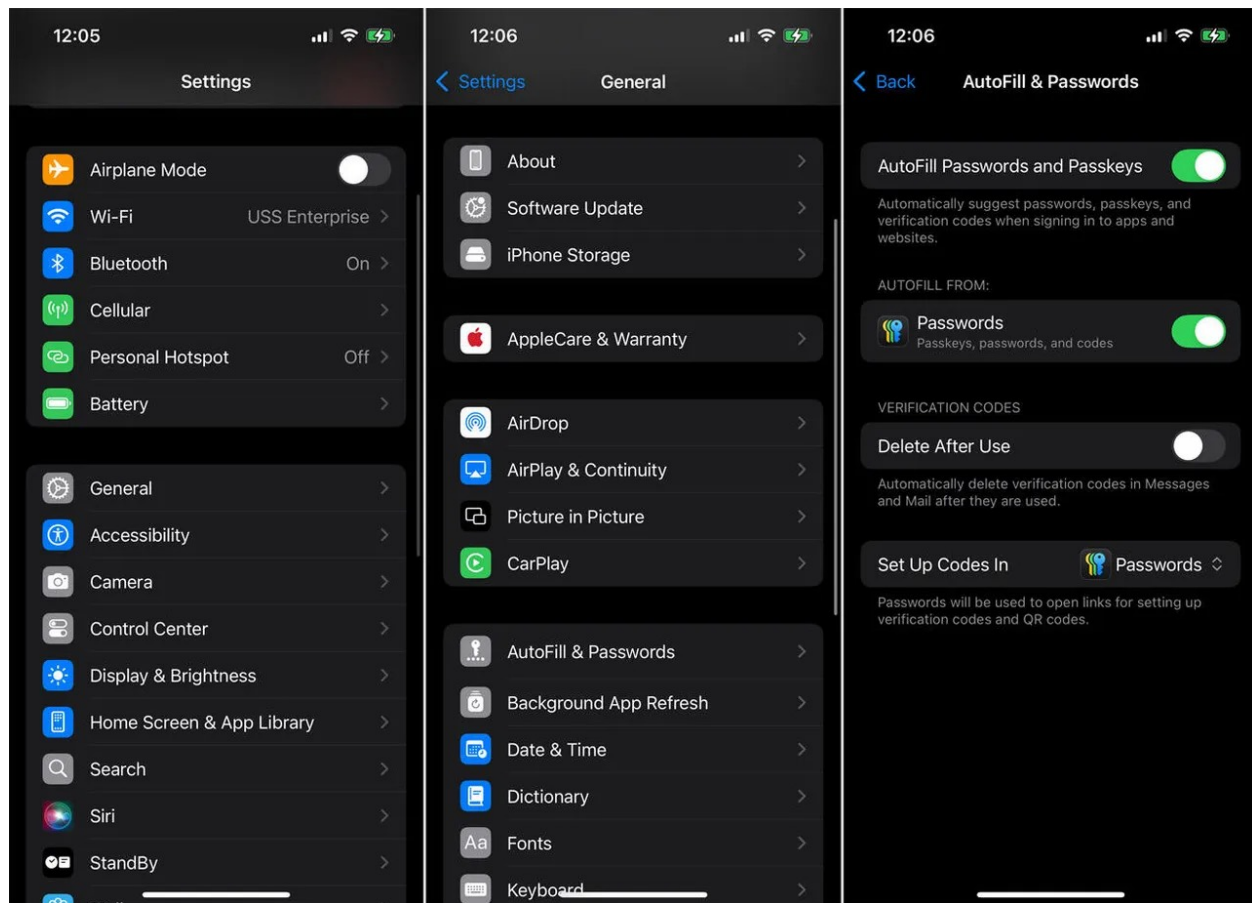 12:05
Settings
Airplane Mode
Wi-Fi USS Enterprise
Bluetooth On
Cellular
Personal Hotspot Off
Battery
General
Accessibility
Camera
Control Center
Display & Brightness
Home Screen & App Library
Search
Siri
StandBy
12:06
Settings General
About
Software Update
iPhone Storage
AppleCare & Warranty
AirDrop
AirPlay & Continuity
Picture in Picture
CarPlay
AutoFill & Passwords
Background App Refresh
Date & Time
Dictionary
Aa Fonts
Keyboard
12:06
Back AutoFill & Passwords
AutoFill Passwords and Passkeys
Automatically suggest passwords, passkeys, and
verification codes when signing in to apps and
websites.
AUTOFILL FROM:
Passwords
Passkeys, passwords, and codes
VERIFICATION CODES
Delete After Use
Automatically delete verification codes in Messages
and Mail after they are used.
Set Up Codes In Passwords
Passwords will be used to open links for setting up
verification codes and QR codes.